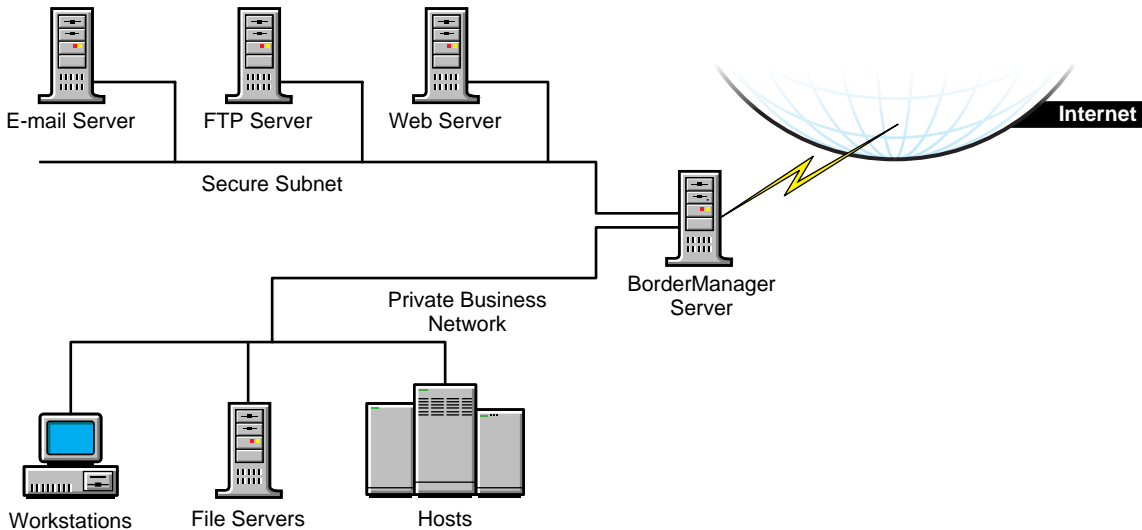 E-mail Server
FTP Server
Web Server
Internet
Secure Subnet
BorderManager
Server
Private Business
Network
Workstations
File Servers
Hosts